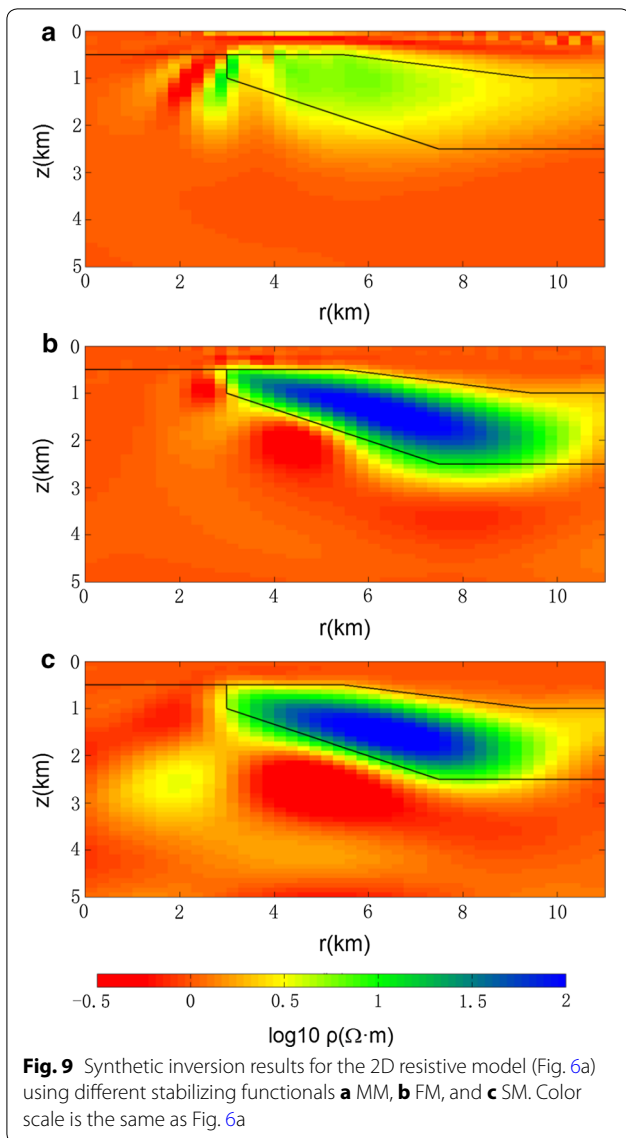 a
0
1
2
3
4
5
z(km)
0 2 4 6 8 10
r(km)
b
0
1
2
3
4
5
z(km)
0 2 4 6 8 10
r(km)
c
0
1
2
3
4
5
z(km)
0 2 4 6 8 10
r(km)
-0.5 0 0.5 1 1.5 2
log10 ρ(Ω·m)
Fig. 9 Synthetic inversion results for the 2D resistive model (Fig. 6a)
using different stabilizing functionals a MM, b FM, and c SM. Color
scale is the same as Fig. 6a